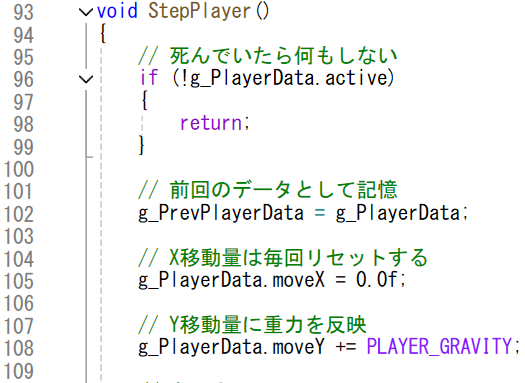 93 void StepPlayer()
94 {
95 // 死んでいたら何もしない
96 if (!g_PlayerData.active)
97 {
98 return;
99 }
100
101 // 前回のデータとして記憶
102 g_PrevPlayerData = g_PlayerData;
103
104 // X移動量は毎回リセットする
105 g_PlayerData.moveX = 0.0f;
106
107 // Y移動量に重力を反映
108 g_PlayerData.moveY += PLAYER_GRAVITY;
109